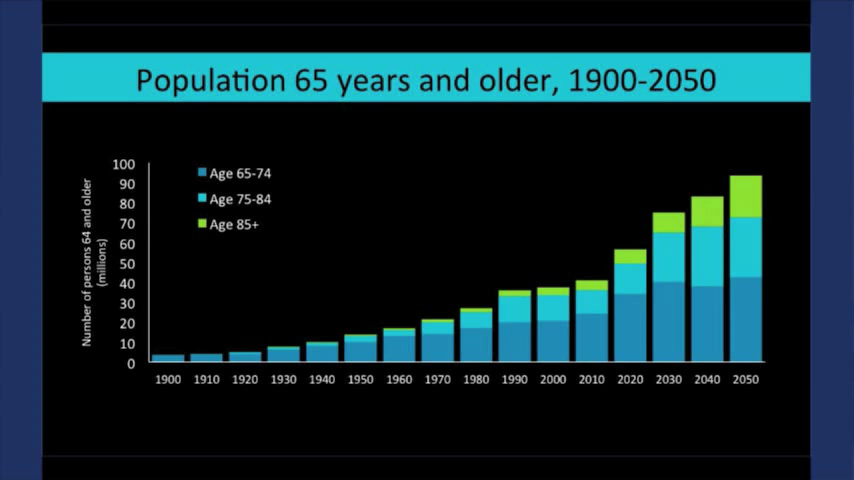 Population 65 years and older, 1900-2050
Number of persons 64 and older
(millions)
100
90
80
70
60
50
40
30
20
10
0
Age 65-74
Age 75-84
Age 85+
1900 1910 1920 1930 1940 1950 1960 1970 1980 1990 2000 2010 2020 2030 2040 2050